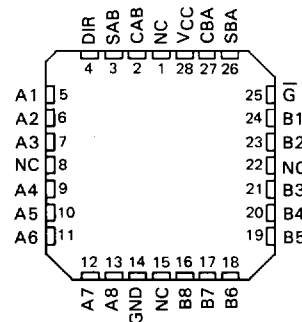 DIR SAB CAB NC VCC CBA SBA
4 3 2 1 28 27 26
A1 5 25 G̅
A2 6 24 B1
A3 7 23 B2
NC 8 22 NC
A4 9 21 B3
A5 10 20 B4
A6 11 19 B5
12 13 14 15 16 17 18
A7 A8 GND NC B8 B7 B6